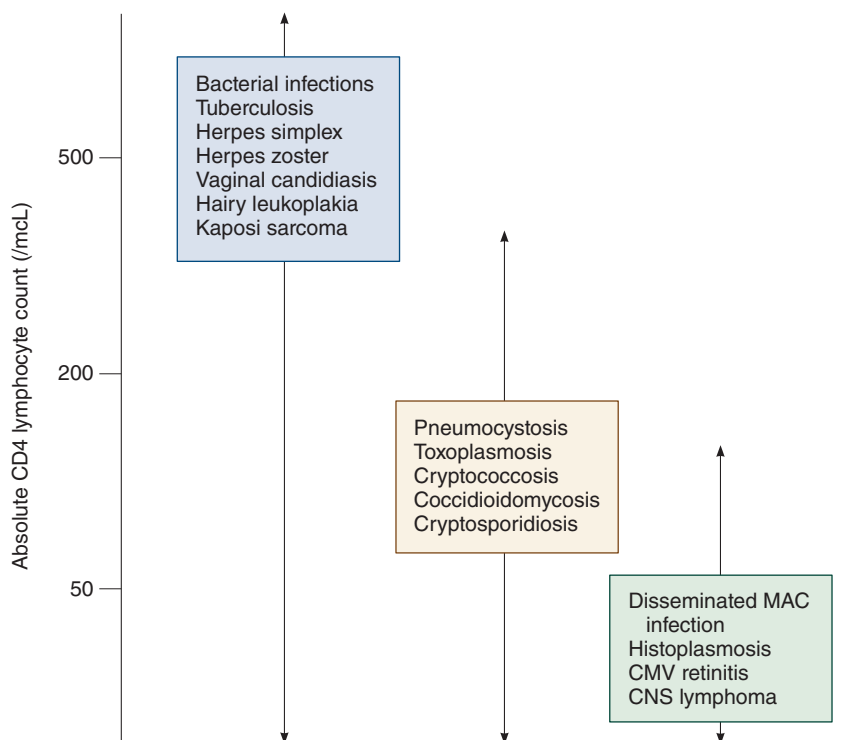 Absolute CD4 lymphocyte count (/mcL)
500
200
50
Bacterial infections
Tuberculosis
Herpes simplex
Herpes zoster
Vaginal candidiasis
Hairy leukoplakia
Kaposi sarcoma
Pneumocystosis
Toxoplasmosis
Cryptococcosis
Coccidioidomycosis
Cryptosporidiosis
Disseminated MAC
infection
Histoplasmosis
CMV retinitis
CNS lymphoma